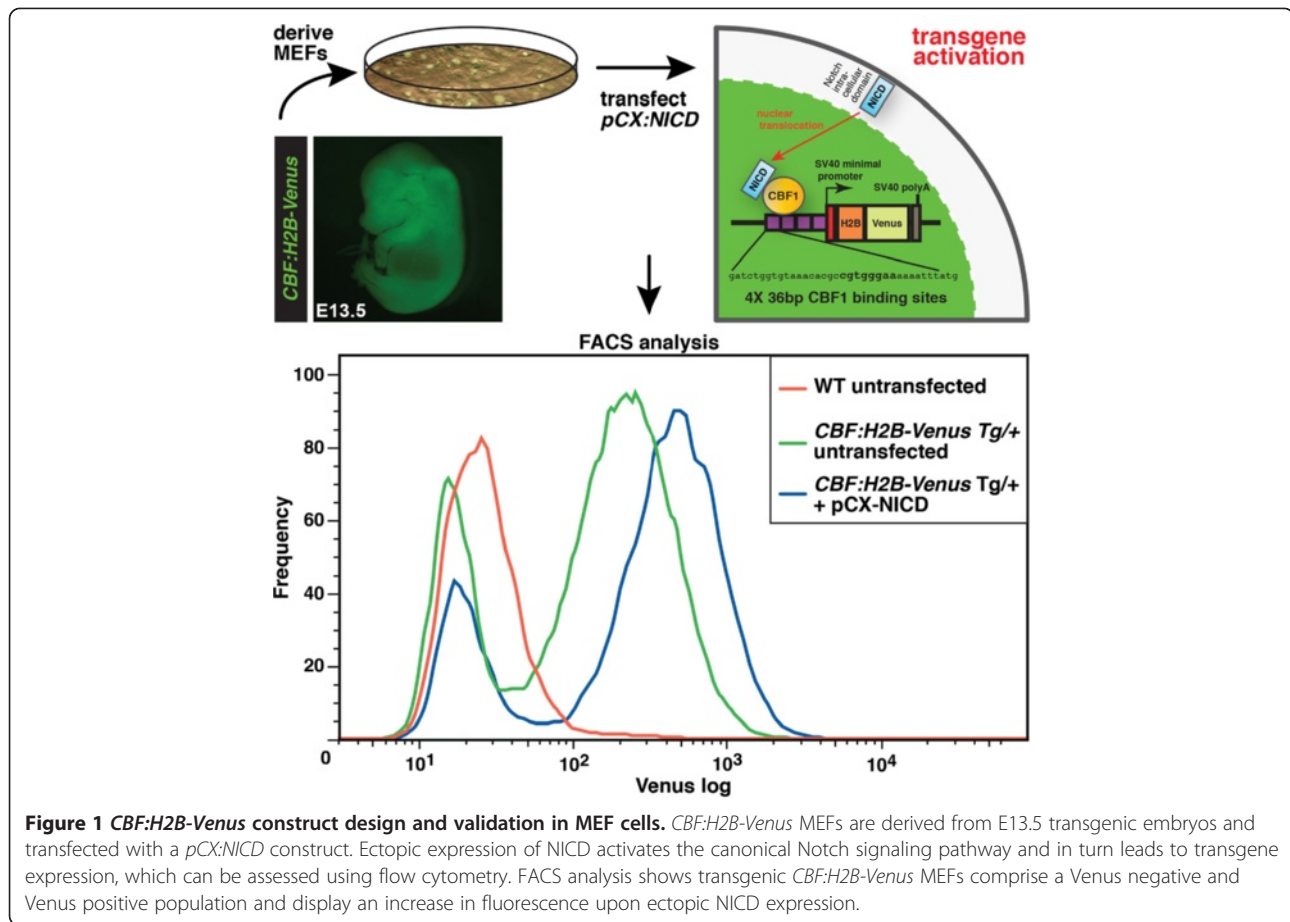 derive
MEFs
transfect
pCX:NICD
CBF:H2B-Venus
E13.5
transgene
activation
Notch
intra-
cellular
domain
NICD
nuclear
translocation
NICD
CBF1
SV40 minimal
promoter
SV40 polyA
H2B
Venus
gatctggtgtaaacacgccgtgggaaaaaatttatg
4X 36bp CBF1 binding sites
FACS analysis
WT untransfected
CBF:H2B-Venus Tg/+
untransfected
CBF:H2B-Venus Tg/+
+ pCX-NICD
Frequency
100
80
60
40
20
0
10¹
10²
10³
10⁴
Venus log
Figure 1 CBF:H2B-Venus construct design and validation in MEF cells. CBF:H2B-Venus MEFs are derived from E13.5 transgenic embryos and
transfected with a pCX:NICD construct. Ectopic expression of NICD activates the canonical Notch signaling pathway and in turn leads to transgene
expression, which can be assessed using flow cytometry. FACS analysis shows transgenic CBF:H2B-Venus MEFs comprise a Venus negative and
Venus positive population and display an increase in fluorescence upon ectopic NICD expression.